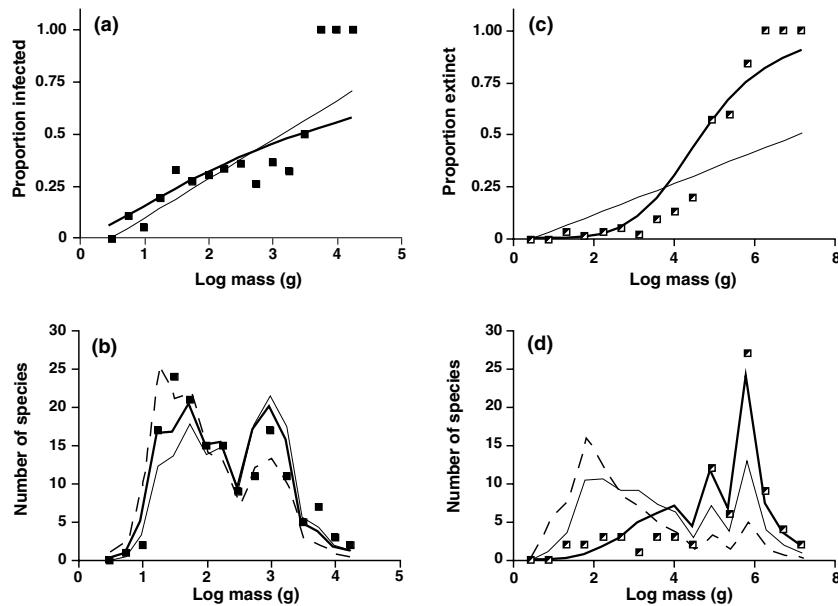 (a)
1.00
0.75
0.5
0.25
0
Proportion infected
0 1 2 3 4 5
Log mass (g)
(c)
1.00
0.75
0.5
0.25
0
Proportion extinct
0 2 4 6 8
Log mass (g)
(b)
30
25
20
15
10
5
0
Number of species
0 1 2 3 4 5
Log mass (g)
(d)
30
25
20
15
10
5
0
Number of species
0 2 4 6 8
Log mass (g)